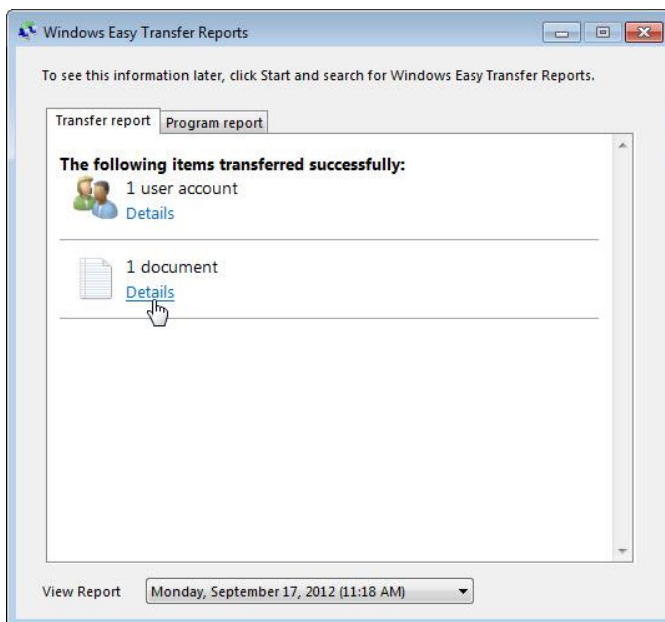 Windows Easy Transfer Reports
To see this information later, click Start and search for Windows Easy Transfer Reports.
Transfer report
Program report
The following items transferred successfully:
1 user account
Details
1 document
Details
View Report
Monday, September 17, 2012 (11:18 AM)